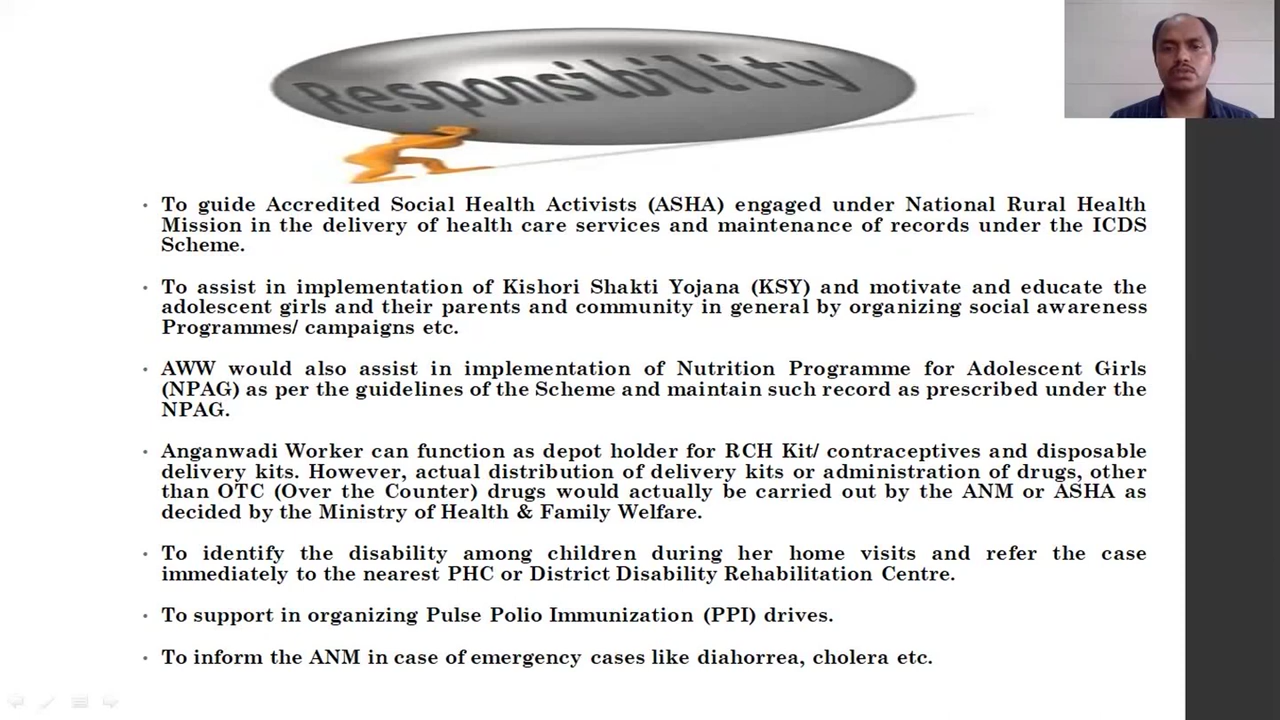 Responsibility
• To guide Accredited Social Health Activists (ASHA) engaged under National Rural Health
Mission in the delivery of health care services and maintenance of records under the ICDS
Scheme.
• To assist in implementation of Kishori Shakti Yojana (KSY) and motivate and educate the
adolescent girls and their parents and community in general by organizing social awareness
Programmes/ campaigns etc.
• AWW would also assist in implementation of Nutrition Programme for Adolescent Girls
(NPAG) as per the guidelines of the Scheme and maintain such record as prescribed under the
NPAG.
• Anganwadi Worker can function as depot holder for RCH Kit/ contraceptives and disposable
delivery kits. However, actual distribution of delivery kits or administration of drugs, other
than OTC (Over the Counter) drugs would actually be carried out by the ANM or ASHA as
decided by the Ministry of Health & Family Welfare.
• To identify the disability among children during her home visits and refer the case
immediately to the nearest PHC or District Disability Rehabilitation Centre.
• To support in organizing Pulse Polio Immunization (PPI) drives.
• To inform the ANM in case of emergency cases like diahorrea, cholera etc.